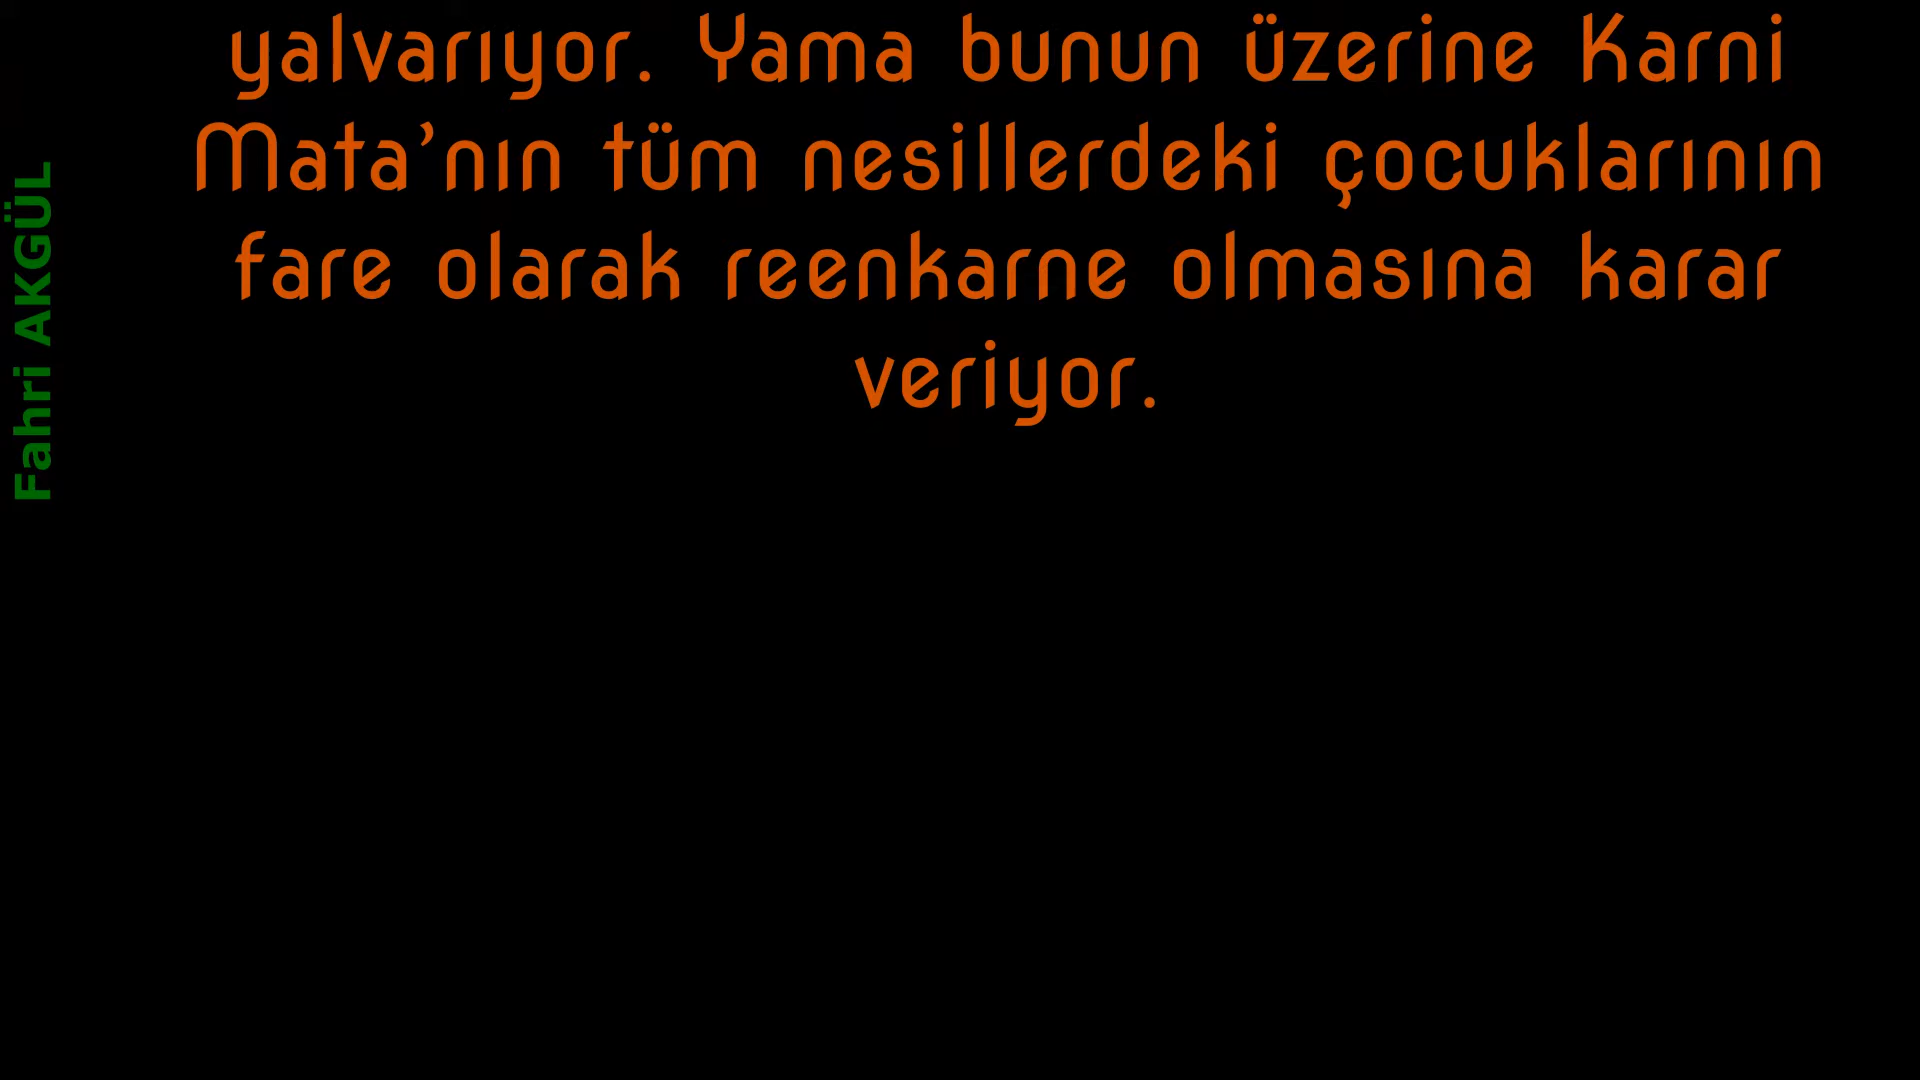 yalvarıyor. Yama bunun üzerine Karni
Mata’nın tüm nesillerdeki çocuklarının
fare olarak reenkarne olmasına karar
veriyor.
Fahri AKGÜL